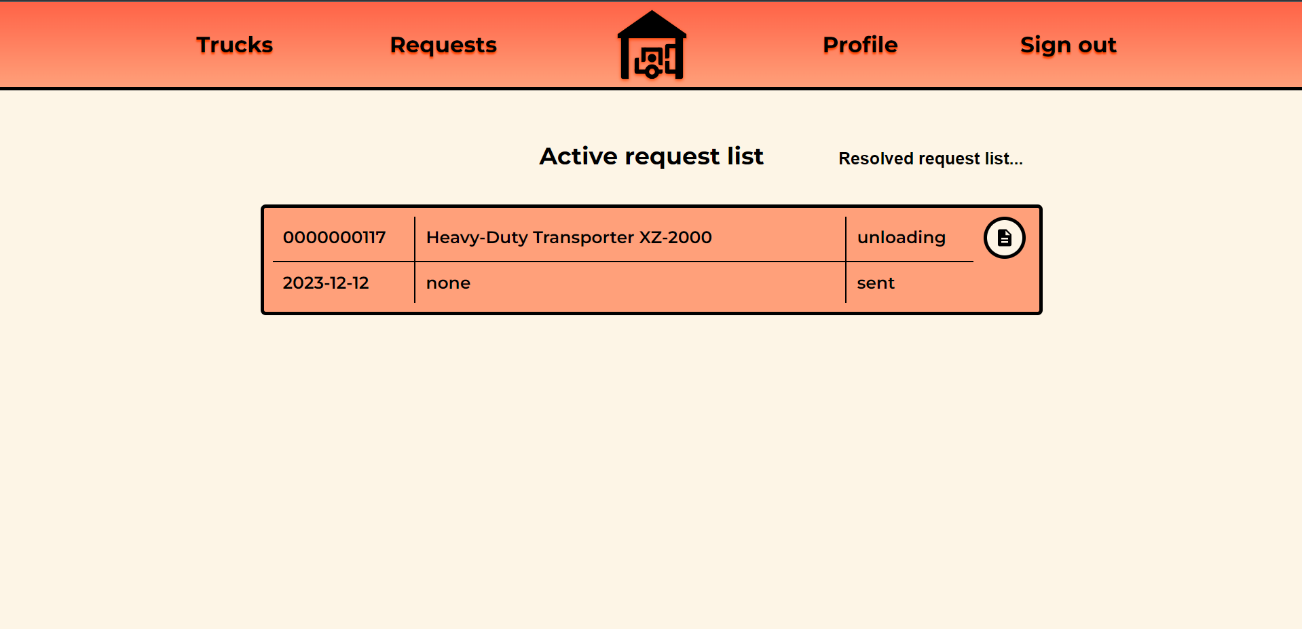 Trucks Requests Profile Sign out
Active request list Resolved request list...
0000000117 Heavy-Duty Transporter XZ-2000 unloading
2023-12-12 none sent